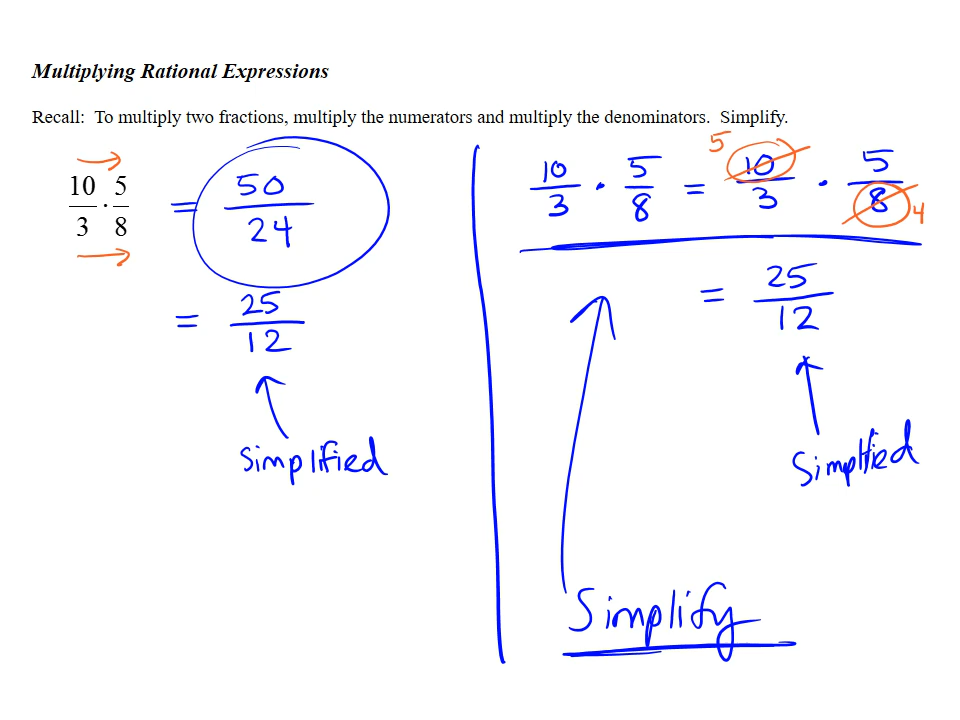 Multiplying Rational Expressions
Recall: To multiply two fractions, multiply the numerators and multiply the denominators. Simplify.
10/3 · 5/8 = 50/24
= 25/12
Simplified
10/3 · 5/8 = 5 10/3 · 5/8 4
= 25/12
Simplified
Simplify